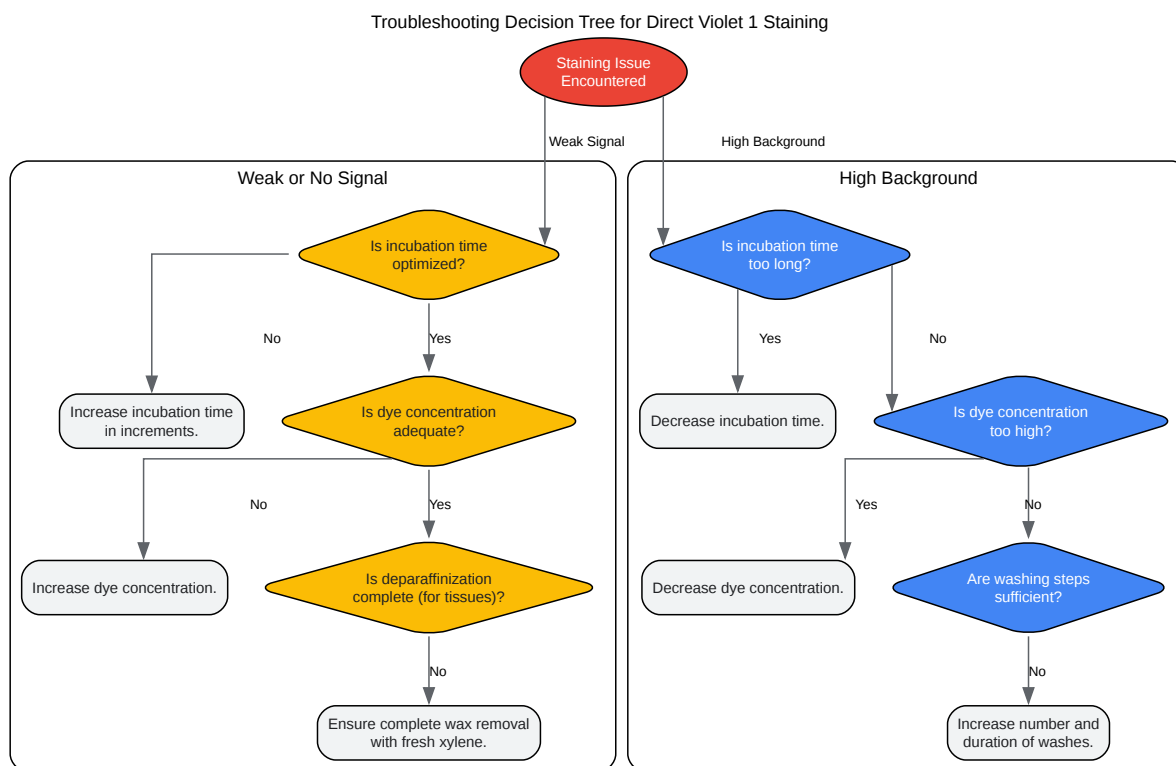 Troubleshooting Decision Tree for Direct Violet 1 Staining
Staining Issue
Encountered
Weak Signal
High Background
Weak or No Signal
Is incubation time
optimized?
No
Yes
Increase incubation time
in increments.
Is dye concentration
adequate?
No
Yes
Increase dye concentration.
Is deparaffinization
complete (for tissues)?
No
Ensure complete wax removal
with fresh xylene.
High Background
Is incubation time
too long?
Yes
No
Decrease incubation time.
Is dye concentration
too high?
Yes
No
Decrease dye concentration.
Are washing steps
sufficient?
No
Increase number and
duration of washes.